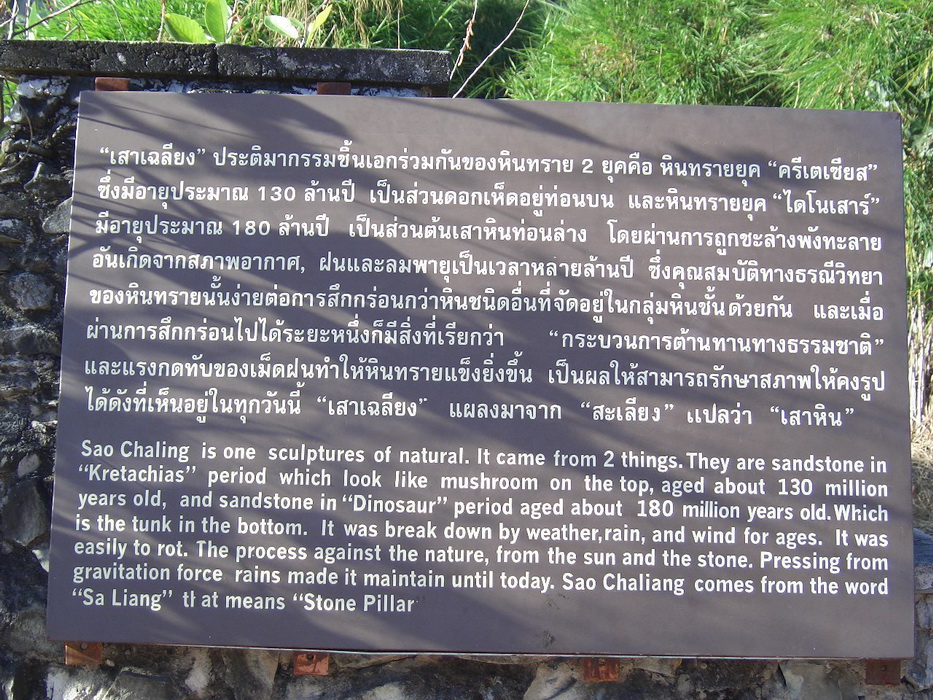 “เสาเฉลียง” ประติมากรรมชิ้นเอกร่วมกันของหินทราย 2 ยุคคือ หินทรายยุค “ครีเตเชียส”
ซึ่งมีอายุประมาณ 130 ล้านปี เป็นส่วนดอกเห็ดอยู่ท่อนบน และหินทรายยุค “ไดโนเสาร์”
มีอายุประมาณ 180 ล้านปี เป็นส่วนต้นเสาหินท่อนล่าง โดยผ่านการถูกชะล้างพังทะลาย
อันเกิดจากสภาพอากาศ, ฝนและลมพายุเป็นเวลาหลายล้านปี ซึ่งคุณสมบัติทางธรณีวิทยา
ของหินทรายนั้นง่ายต่อการสึกกร่อนกว่าหินชนิดอื่นที่จัดอยู่ในกลุ่มหินชั้นด้วยกัน และเมื่อ
ผ่านการสึกกร่อนไปได้ระยะหนึ่งก็มีสิ่งที่เรียกว่า “กระบวนการต้านทานทางธรรมชาติ”
และแรงกดทับของเม็ดฝนทำให้หินทรายแข็งยิ่งขึ้น เป็นผลให้สามารถรักษาสภาพให้คงรูป
ได้ดังที่เห็นอยู่ในทุกวันนี้ “เสาเฉลียง” แผลงมาจาก “สะเลียง” แปลว่า “เสาหิน”
Sao Chaling is one sculptures of natural. It came from 2 things. They are sandstone in
“Kretachias” period which look like mushroom on the top, aged about 130 million
years old, and sandstone in “Dinosaur” period aged about 180 million years old. Which
is the tunk in the bottom. It was break down by weather, rain, and wind for ages. It was
easily to rot. The process against the nature, from the sun and the stone. Pressing from
gravitation force rains made it maintain until today. Sao Chaliang comes from the word
“Sa Liang” that means “Stone Pillar